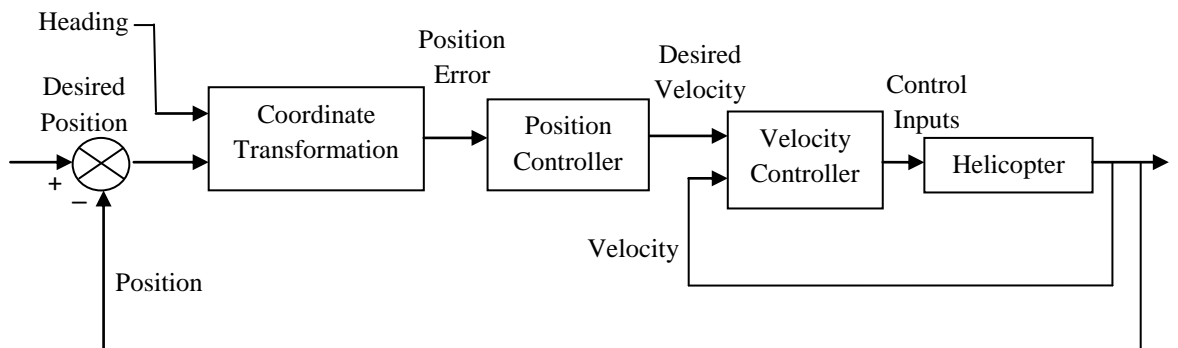 Heading
Desired
Position
+
−
Coordinate
Transformation
Position
Error
Position
Controller
Desired
Velocity
Velocity
Controller
Control
Inputs
Helicopter
Velocity
Position